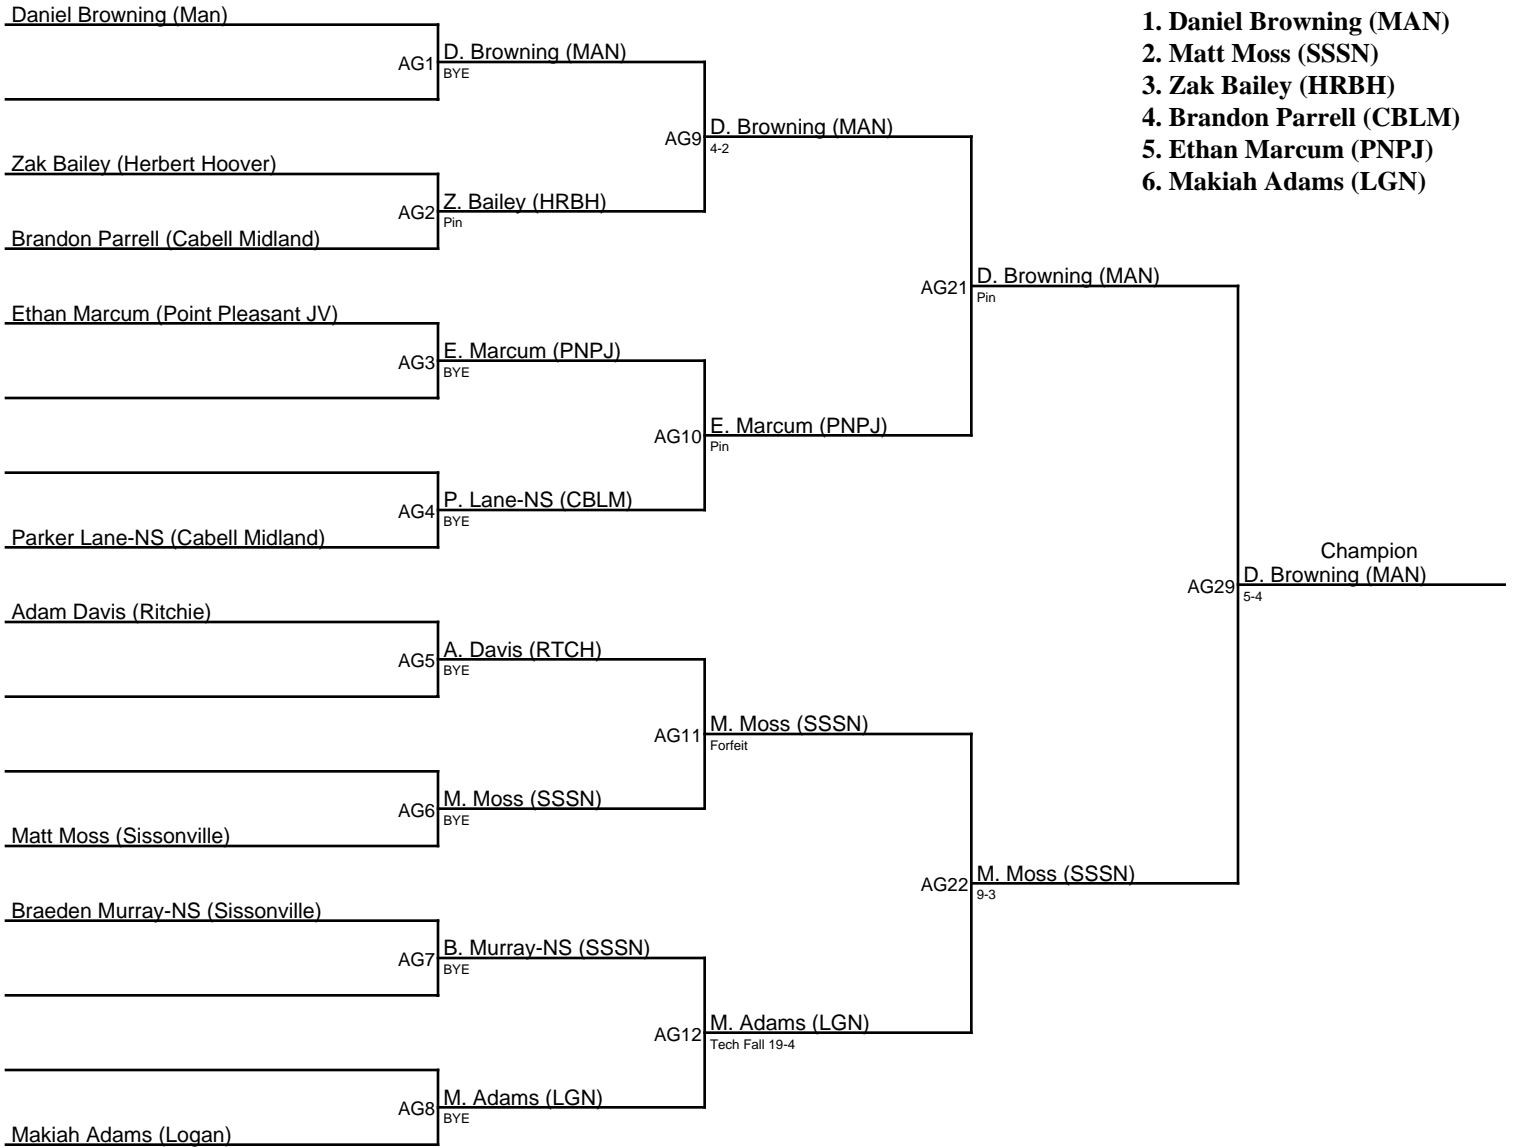 Daniel Browning (Man)
AG1
D. Browning (MAN)
BYE
AG9
D. Browning (MAN)
4-2
Zak Bailey (Herbert Hoover)
AG2
Z. Bailey (HRBH)
Pin
Brandon Parrell (Cabell Midland)
AG21
D. Browning (MAN)
Pin
Ethan Marcum (Point Pleasant JV)
AG3
E. Marcum (PNPJ)
BYE
AG10
E. Marcum (PNPJ)
Pin
AG4
P. Lane-NS (CBLM)
BYE
Parker Lane-NS (Cabell Midland)
Champion
AG29
D. Browning (MAN)
5-4
Adam Davis (Ritchie)
AG5
A. Davis (RTCH)
BYE
AG11
M. Moss (SSSN)
Forfeit
AG6
M. Moss (SSSN)
BYE
Matt Moss (Sissonville)
AG22
M. Moss (SSSN)
9-3
Braeden Murray-NS (Sissonville)
AG7
B. Murray-NS (SSSN)
BYE
AG12
M. Adams (LGN)
Tech Fall 19-4
AG8
M. Adams (LGN)
BYE
Makiah Adams (Logan)
1. Daniel Browning (MAN)
2. Matt Moss (SSSN)
3. Zak Bailey (HRBH)
4. Brandon Parrell (CBLM)
5. Ethan Marcum (PNPJ)
6. Makiah Adams (LGN)